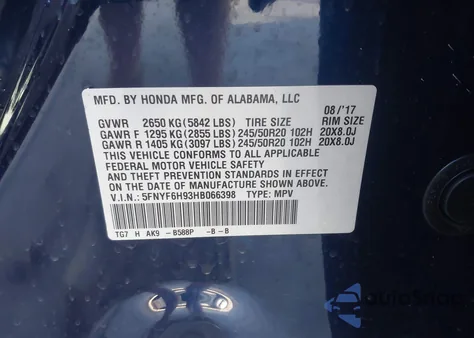 MFD. BY HONDA MFG. OF ALABAMA, LLC 08/'17
GVWR 2650 KG (5842 LBS) TIRE SIZE RIM SIZE
GAWR F 1295 KG (2855 LBS) 245/50R20 102H 20X8.0J
GAWR R 1405 KG (3097 LBS) 245/50R20 102H 20X8.0J
THIS VEHICLE CONFORMS TO ALL APPLICABLE
FEDERAL MOTOR VEHICLE SAFETY
AND THEFT PREVENTION STANDARDS IN
EFFECT ON THE DATE OF MANUFACTURE SHOWN ABOVE.
V.I.N.: 5FNYF6H93HB066398 TYPE: MPV
TG7 H AK9 -B588P -B-B